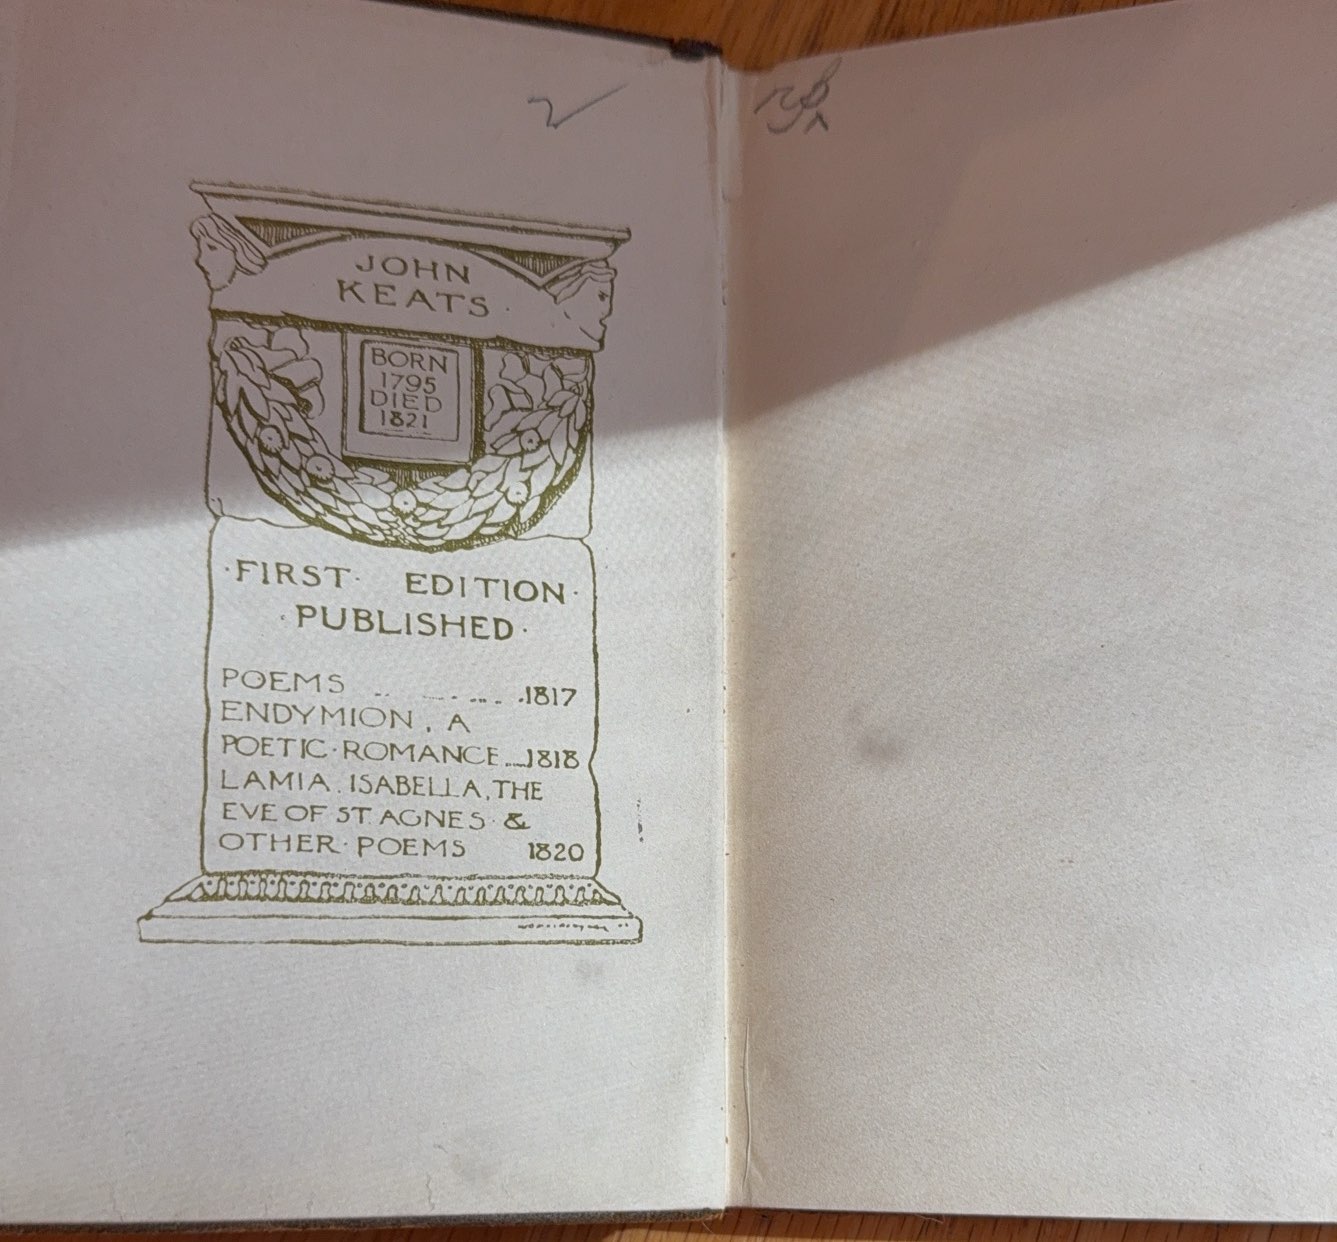 JOHN
KEATS
BORN
1795
DIED
1821
·FIRST· EDITION·
·PUBLISHED·
POEMS .. ....... .1817
ENDYMION, A
POETIC·ROMANCE...1818
LAMIA. ISABELLA, THE
EVE OF ST AGNES· &
OTHER·POEMS 1820